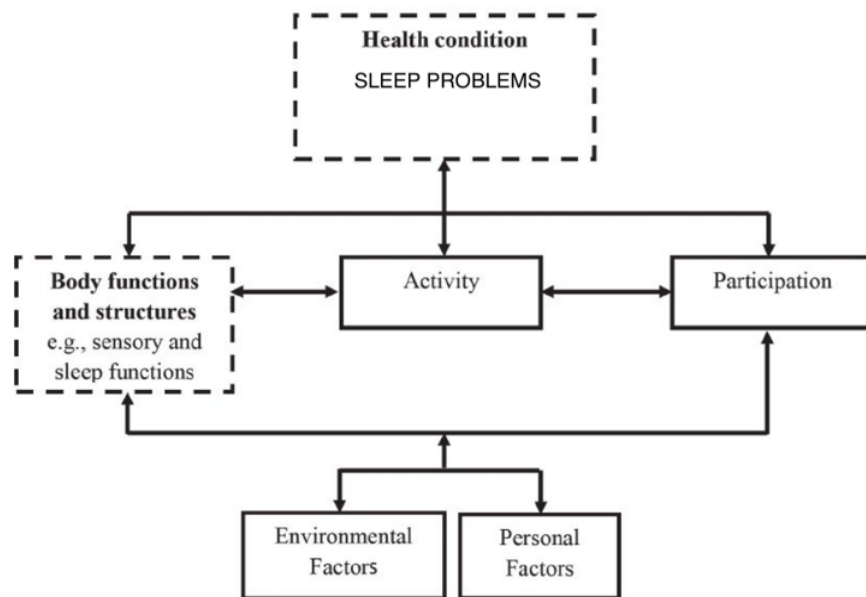 Health condition
SLEEP PROBLEMS
Body functions
and structures
e.g., sensory and
sleep functions
Activity
Participation
Environmental
Factors
Personal
Factors